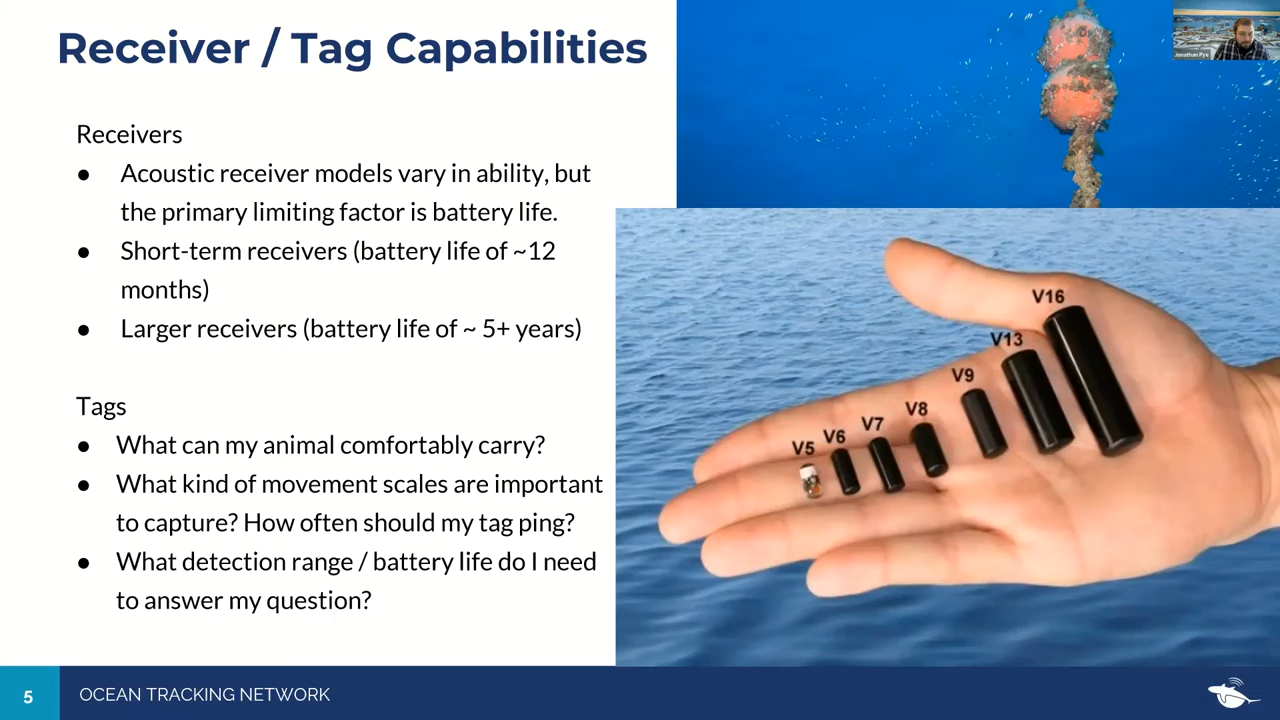 Receiver / Tag Capabilities
Jonathan Pye
Receivers
● Acoustic receiver models vary in ability, but
the primary limiting factor is battery life.
● Short-term receivers (battery life of ~12
months)
● Larger receivers (battery life of ~ 5+ years)
Tags
● What can my animal comfortably carry?
● What kind of movement scales are important
to capture? How often should my tag ping?
● What detection range / battery life do I need
to answer my question?
V5
V6
V7
V8
V9
V13
V16
5
OCEAN TRACKING NETWORK